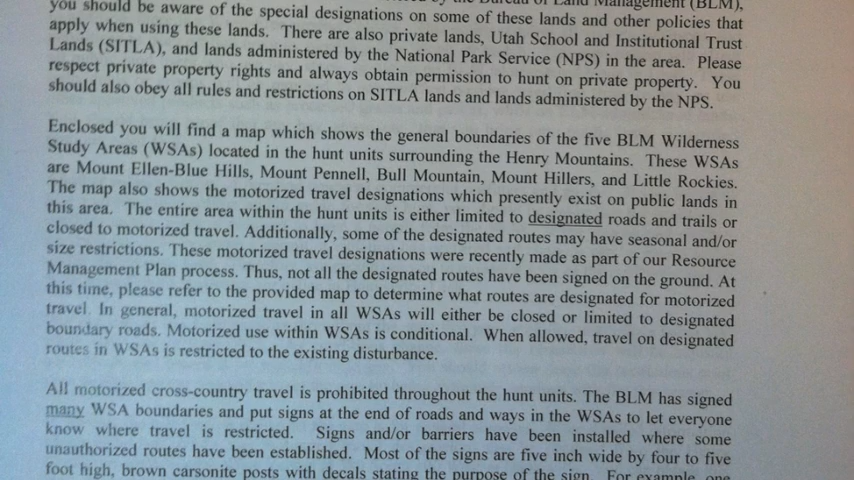 you should be aware of the special designations on some of these lands and other policies that
apply when using these lands. There are also private lands, Utah School and Institutional Trust
Lands (SITLA), and lands administered by the National Park Service (NPS) in the area. Please
respect private property rights and always obtain permission to hunt on private property. You
should also obey all rules and restrictions on SITLA lands and lands administered by the NPS.
Enclosed you will find a map which shows the general boundaries of the five BLM Wilderness
Study Areas (WSAs) located in the hunt units surrounding the Henry Mountains. These WSAs
are Mount Ellen-Blue Hills, Mount Pennell, Bull Mountain, Mount Hillers, and Little Rockies.
The map also shows the motorized travel designations which presently exist on public lands in
this area. The entire area within the hunt units is either limited to designated roads and trails or
closed to motorized travel. Additionally, some of the designated routes may have seasonal and/or
size restrictions. These motorized travel designations were recently made as part of our Resource
Management Plan process. Thus, not all the designated routes have been signed on the ground. At
this time, please refer to the provided map to determine what routes are designated for motorized
travel. In general, motorized travel in all WSAs will either be closed or limited to designated
boundary roads. Motorized use within WSAs is conditional. When allowed, travel on designated
routes in WSAs is restricted to the existing disturbance.
All motorized cross-country travel is prohibited throughout the hunt units. The BLM has signed
many WSA boundaries and put signs at the end of roads and ways in the WSAs to let everyone
know where travel is restricted. Signs and/or barriers have been installed where some
unauthorized routes have been established. Most of the signs are five inch wide by four to five
foot high, brown carsonite posts with decals stating the purpose of the sign. For example, one